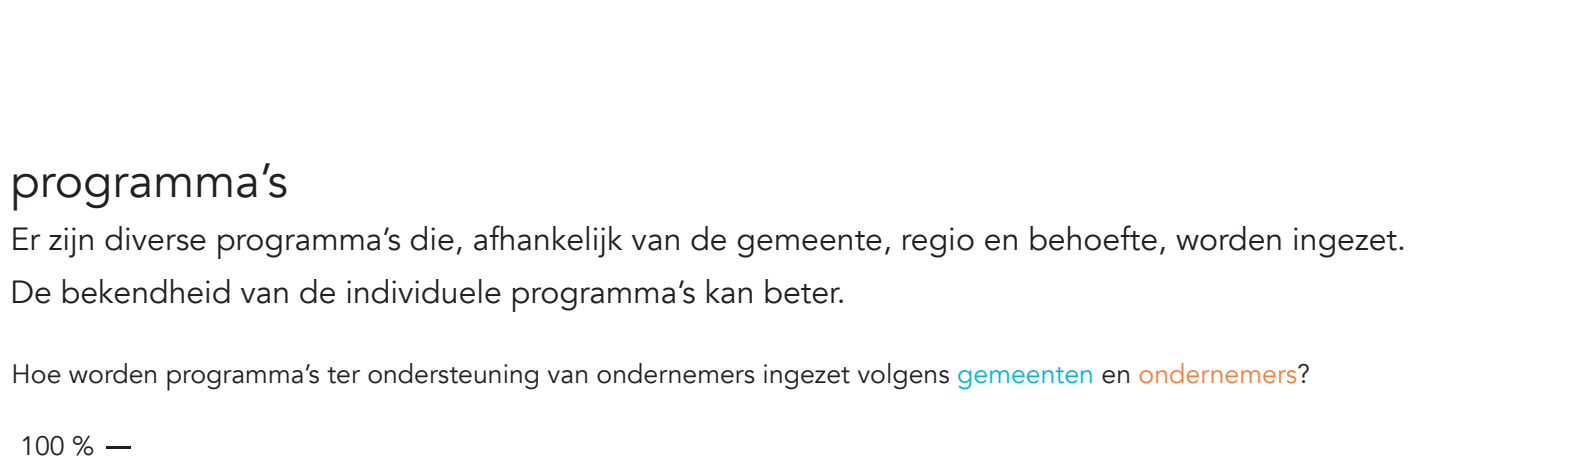 programma’s
Er zijn diverse programma’s die, afhankelijk van de gemeente, regio en behoefte, worden ingezet.
De bekendheid van de individuele programma’s kan beter.
Hoe worden programma’s ter ondersteuning van ondernemers ingezet volgens gemeenten en ondernemers?
100 %